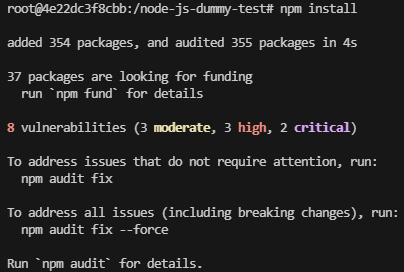 root@4e22dc3f8cbb:/node-js-dummy-test# npm install
added 354 packages, and audited 355 packages in 4s
37 packages are looking for funding
run `npm fund` for details
8 vulnerabilities (3 moderate, 3 high, 2 critical)
To address issues that do not require attention, run:
npm audit fix
To address all issues (including breaking changes), run:
npm audit fix --force
Run `npm audit` for details.